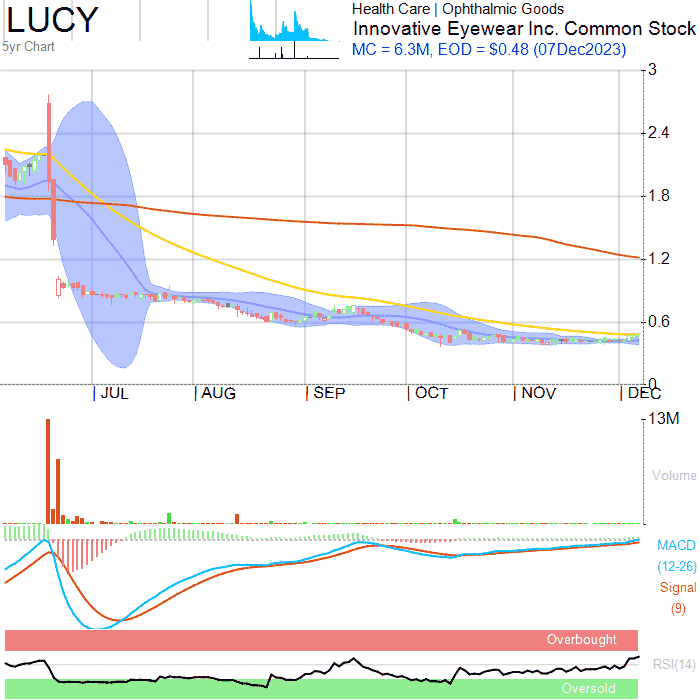 LUCY
5yr Chart
Health Care | Ophthalmic Goods
Innovative Eyewear Inc. Common Stock
MC = 6.3M, EOD = $0.48 (07Dec2023)
3
2.4
1.8
1.2
0.6
0
JUL AUG SEP OCT NOV DEC
13M
Volume
MACD
(12-26)
Signal
(9)
Overbought
RSI(14)
Oversold